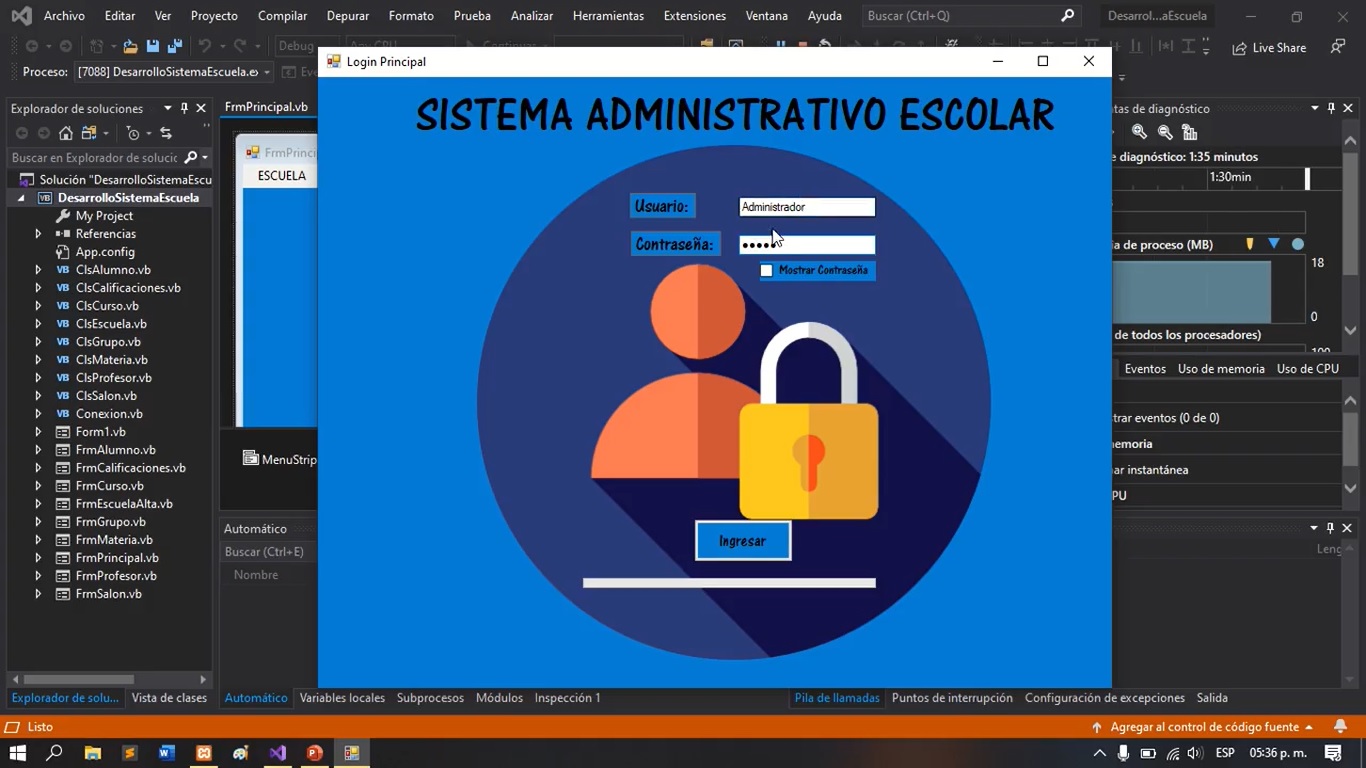 Archivo Editar Ver Proyecto Compilar Depurar Formato Prueba Analizar Herramientas Extensiones Ventana Ayuda Buscar (Ctrl+Q) Desarrol...aEscuela
Debug Any CPU Continuar Live Share
Proceso: [7088] DesarrolloSistemaEscuela.ex
Login Principal
Explorador de soluciones
Buscar en Explorador de solucio
Solución "DesarrolloSistemaEscu
DesarrolloSistemaEscuela
My Project
Referencias
App.config
ClsAlumno.vb
ClsCalificaciones.vb
ClsCurso.vb
ClsEscuela.vb
ClsGrupo.vb
ClsMateria.vb
ClsProfesor.vb
ClsSalon.vb
Conexion.vb
Form1.vb
FrmAlumno.vb
FrmCalificaciones.vb
FrmCurso.vb
FrmEscuelaAlta.vb
FrmGrupo.vb
FrmMateria.vb
FrmPrincipal.vb
FrmProfesor.vb
FrmSalon.vb
Explorador de solu... Vista de clases
FrmPrincipal.vb
FrmPrinci
ESCUELA
MenuStrip
SISTEMA ADMINISTRATIVO ESCOLAR
Usuario: Administrador
Contraseña:
Mostrar Contraseña
Ingresar
ntas de diagnóstico
e diagnóstico: 1:35 minutos
1:30min
ia de proceso (MB)
18
0
de todos los procesadores)
100
Eventos Uso de memoria Uso de CPU
trar eventos (0 de 0)
nemoria
nar instantánea
PU
Automático
Buscar (Ctrl+E)
Nombre
Leng
Automático Variables locales Subprocesos Módulos Inspección 1
Pila de llamadas Puntos de interrupción Configuración de excepciones Salida
Listo Agregar al control de código fuente
ESP 05:36 p. m.